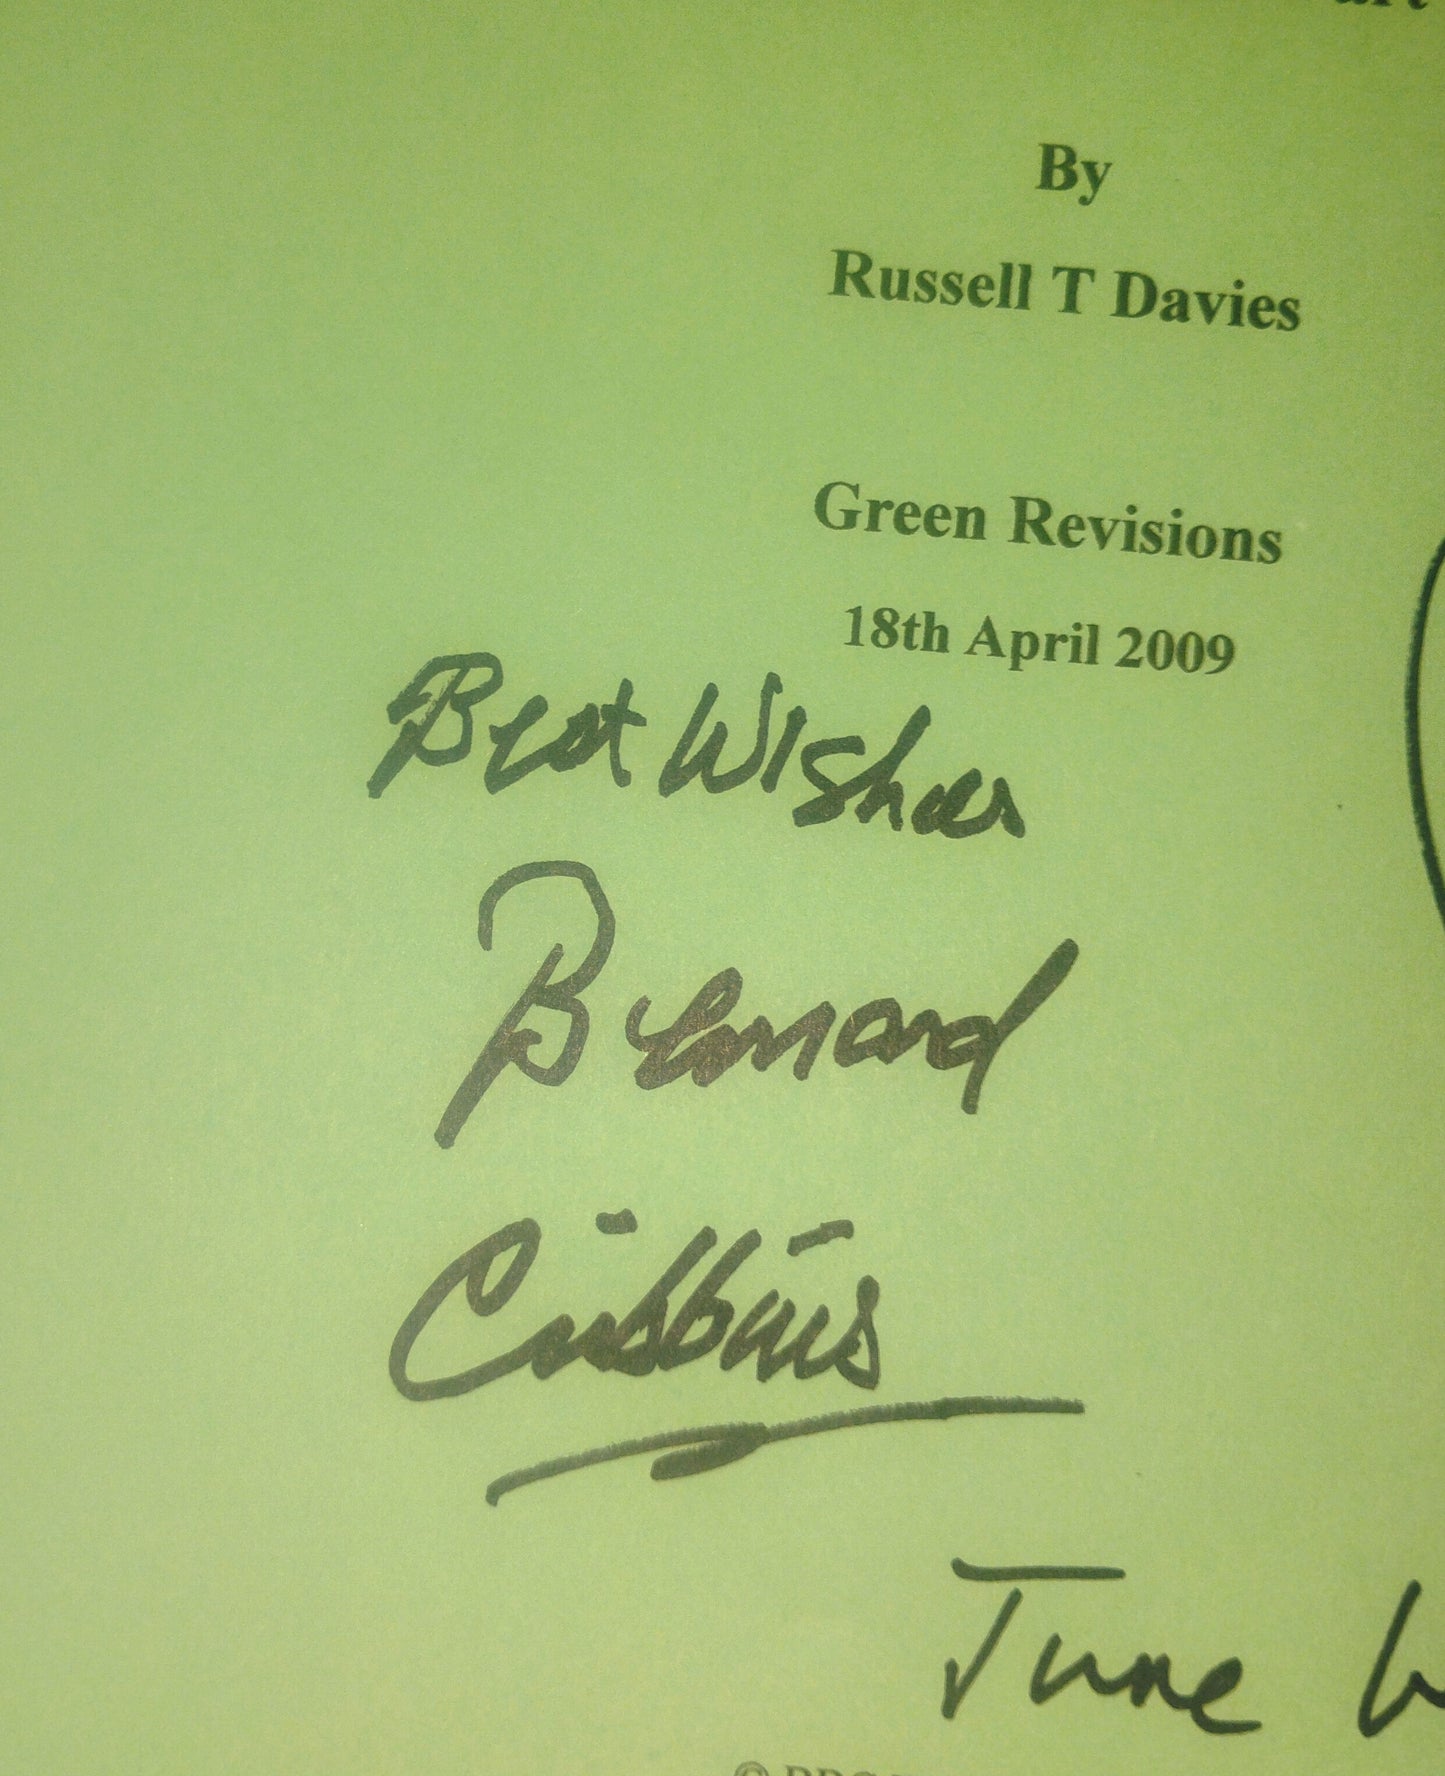 By
Russell T Davies
Green Revisions
18th April 2009
Best Wishes
Bernard
Cribbins
June